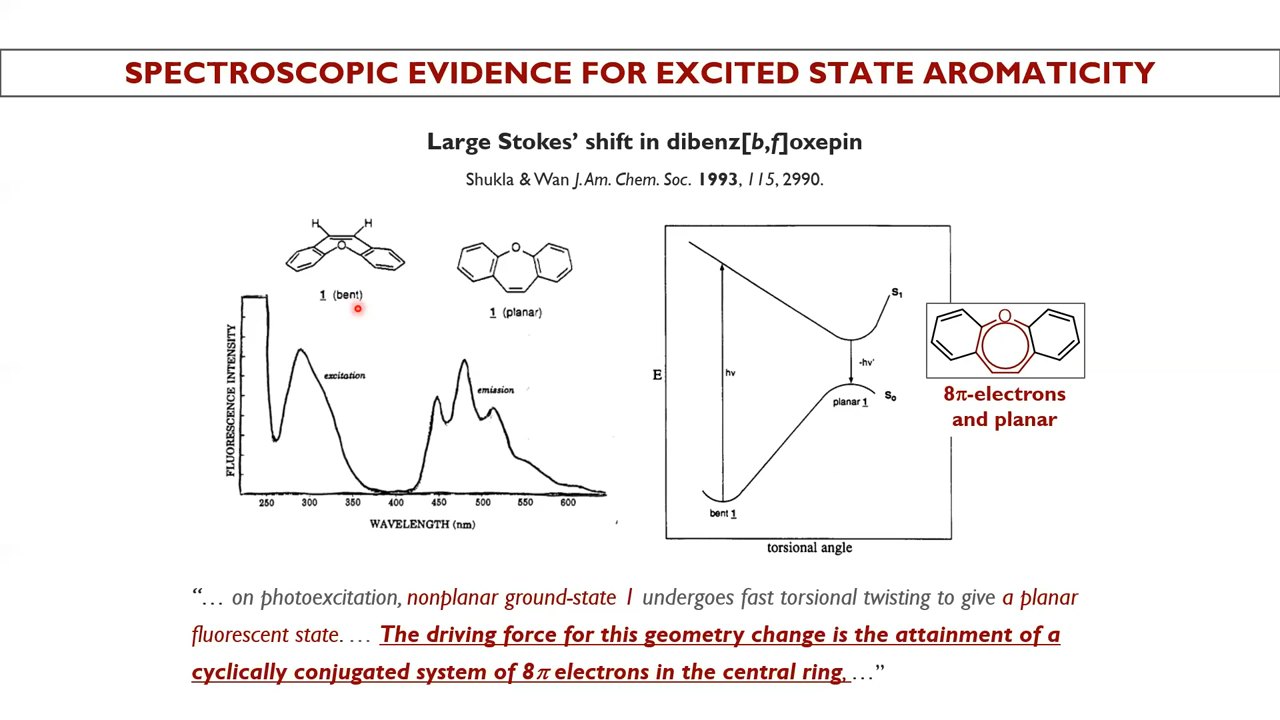 SPECTROSCOPIC EVIDENCE FOR EXCITED STATE AROMATICITY
Large Stokes’ shift in dibenz[b,f]oxepin
Shukla & Wan J. Am. Chem. Soc. 1993, 115, 2990.
H H
O
1 (bent)
O
1 (planar)
FLUORESCENCE INTENSITY
excitation
emission
250 300 350 400 450 500 550 600
WAVELENGTH (nm)
E
hv
S1
-hv'
planar 1
S0
bent 1
torsional angle
O
8π-electrons
and planar
“… on photoexcitation, nonplanar ground-state 1 undergoes fast torsional twisting to give a planar
fluorescent state. … The driving force for this geometry change is the attainment of a
cyclically conjugated system of 8π electrons in the central ring, …”